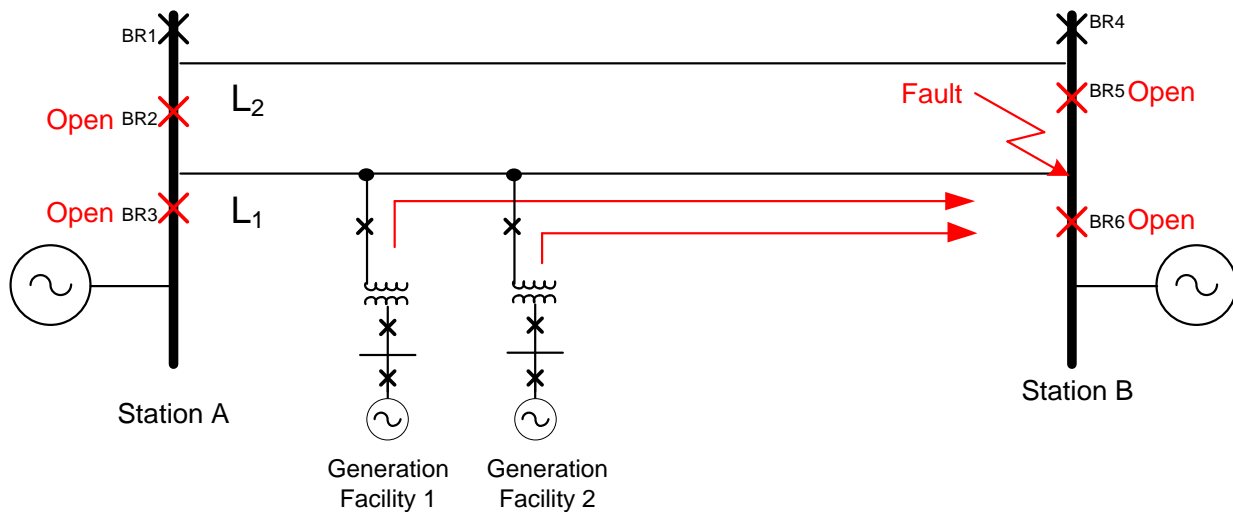 BR1
BR4
L2
Fault
BR5 Open
Open BR2
Open BR3
L1
BR6 Open
Station A
Station B
Generation
Facility 1
Generation
Facility 2